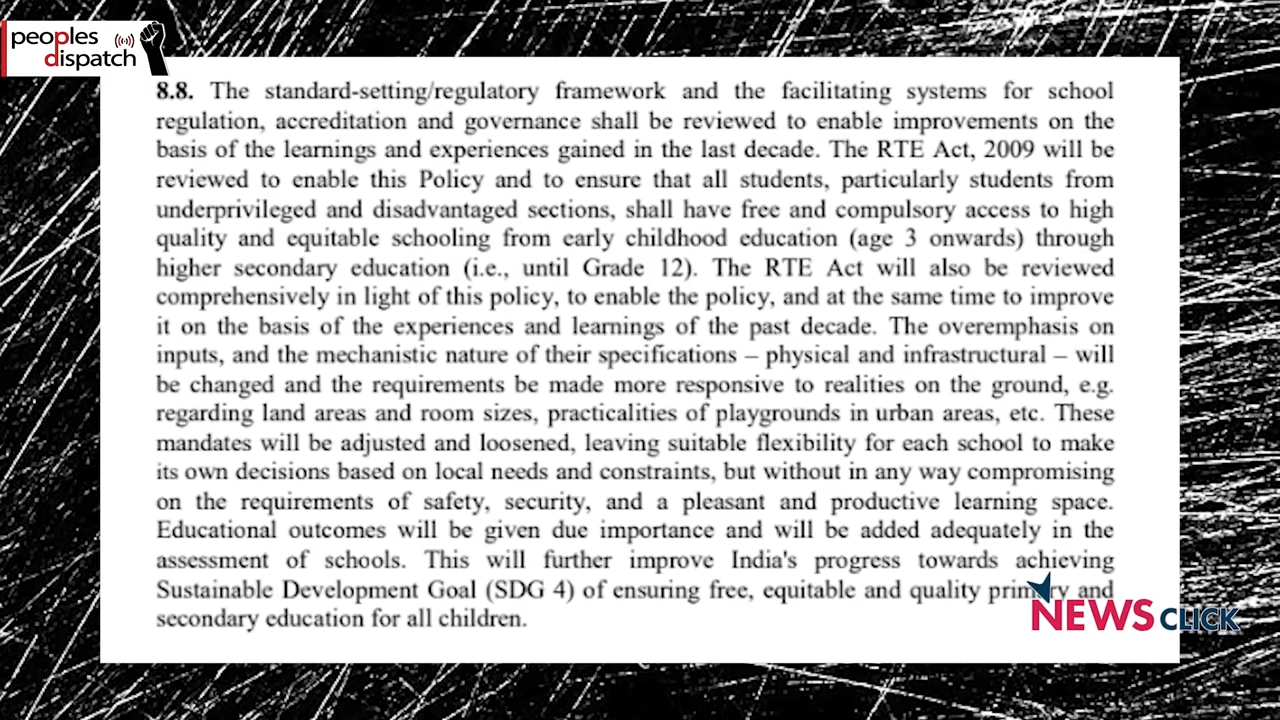 peoples
dispatch
8.8. The standard-setting/regulatory framework and the facilitating systems for school
regulation, accreditation and governance shall be reviewed to enable improvements on the
basis of the learnings and experiences gained in the last decade. The RTE Act, 2009 will be
reviewed to enable this Policy and to ensure that all students, particularly students from
underprivileged and disadvantaged sections, shall have free and compulsory access to high
quality and equitable schooling from early childhood education (age 3 onwards) through
higher secondary education (i.e., until Grade 12). The RTE Act will also be reviewed
comprehensively in light of this policy, to enable the policy, and at the same time to improve
it on the basis of the experiences and learnings of the past decade. The overemphasis on
inputs, and the mechanistic nature of their specifications – physical and infrastructural – will
be changed and the requirements be made more responsive to realities on the ground, e.g.
regarding land areas and room sizes, practicalities of playgrounds in urban areas, etc. These
mandates will be adjusted and loosened, leaving suitable flexibility for each school to make
its own decisions based on local needs and constraints, but without in any way compromising
on the requirements of safety, security, and a pleasant and productive learning space.
Educational outcomes will be given due importance and will be added adequately in the
assessment of schools. This will further improve India's progress towards achieving
Sustainable Development Goal (SDG 4) of ensuring free, equitable and quality primary and
secondary education for all children.
NEWSCLICK